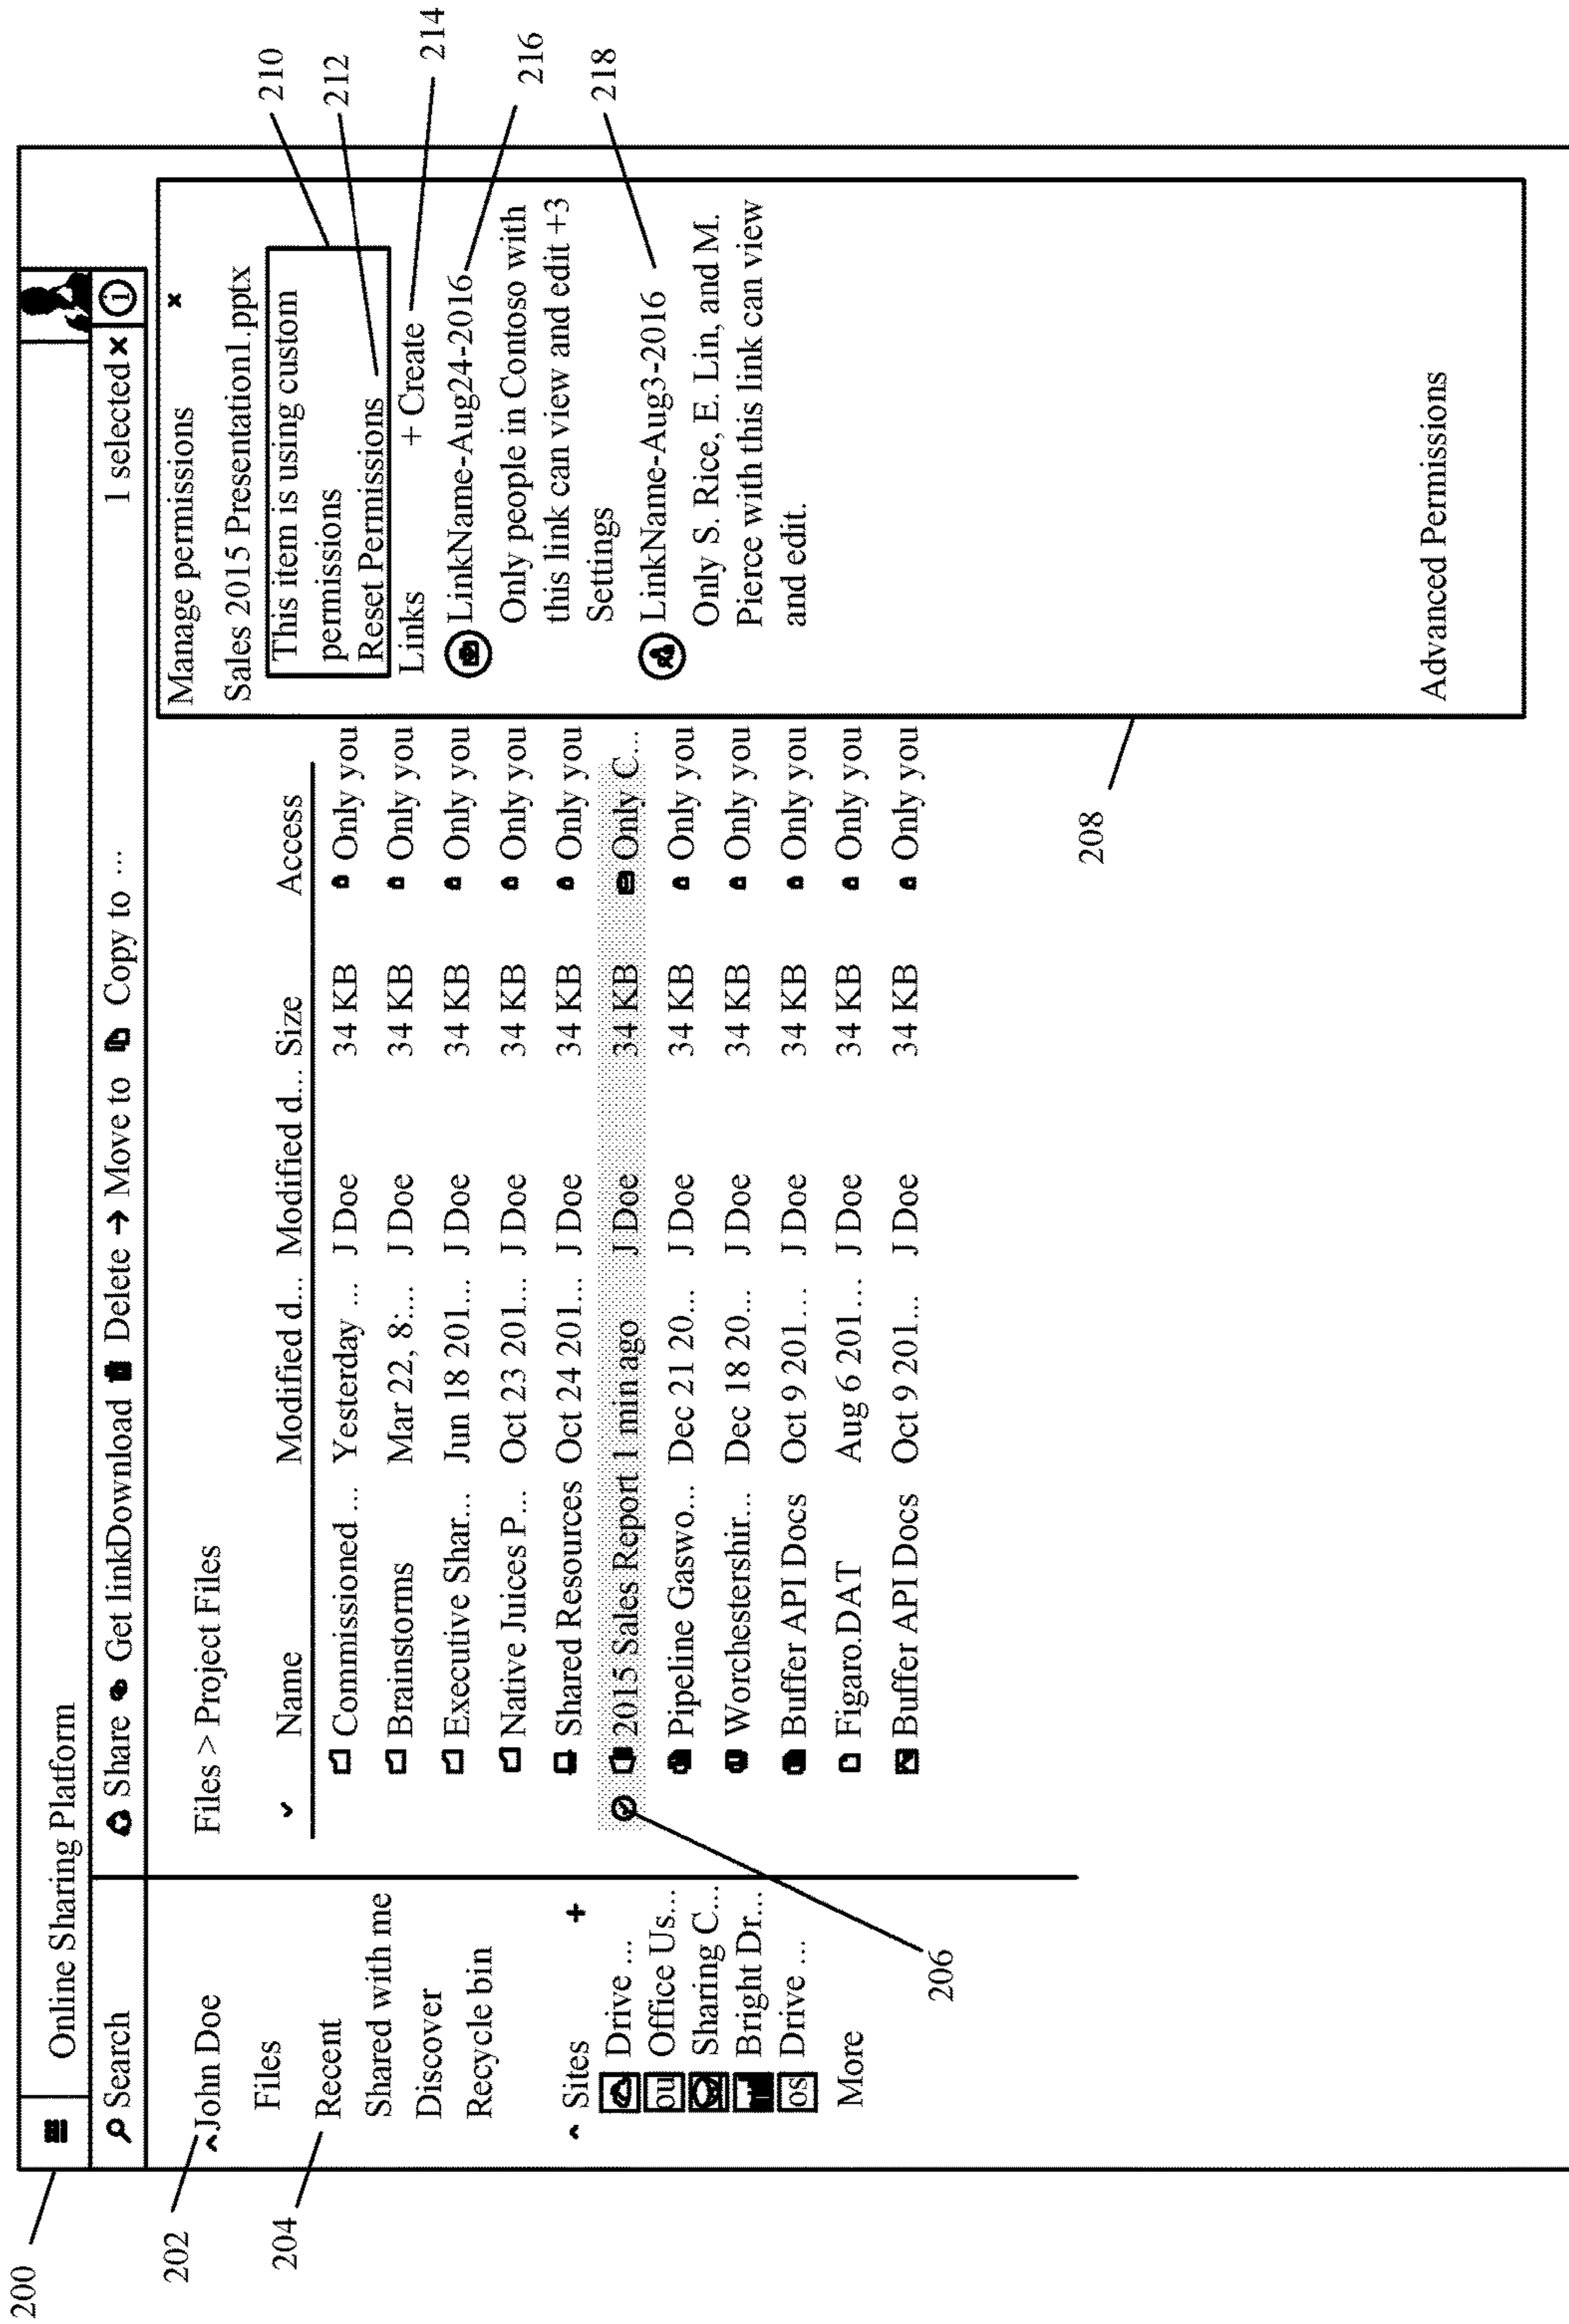 200
Online Sharing Platform
Search
Share Get linkDownload Delete Move to Copy to ...
1 selected x
i
202
John Doe
Files
204
Recent
Shared with me
Discover
Recycle bin
Sites +
Drive ...
ou Office Us...
Sharing C...
Bright Dr...
os Drive ...
More
206
Files > Project Files
Name Modified d... Modified d... Size Access
Commissioned ... Yesterday ... J Doe 34 KB Only you
Brainstorms Mar 22, 8:... J Doe 34 KB Only you
Executive Shar... Jun 18 201... J Doe 34 KB Only you
Native Juices P... Oct 23 201... J Doe 34 KB Only you
Shared Resources Oct 24 201... J Doe 34 KB Only you
2015 Sales Report 1 min ago J Doe 34 KB Only C...
Pipeline Gaswo... Dec 21 20... J Doe 34 KB Only you
Worchestershir... Dec 18 20... J Doe 34 KB Only you
Buffer API Docs Oct 9 201... J Doe 34 KB Only you
Figaro.DAT Aug 6 201... J Doe 34 KB Only you
Buffer API Docs Oct 9 201... J Doe 34 KB Only you
208
Manage permissions x
Sales 2015 Presentation1.pptx
This item is using custom
permissions
Reset Permissions
Links + Create
LinkName-Aug24-2016
Only people in Contoso with
this link can view and edit +3
Settings
LinkName-Aug3-2016
Only S. Rice, E. Lin, and M.
Pierce with this link can view
and edit.
Advanced Permissions
210
212
214
216
218